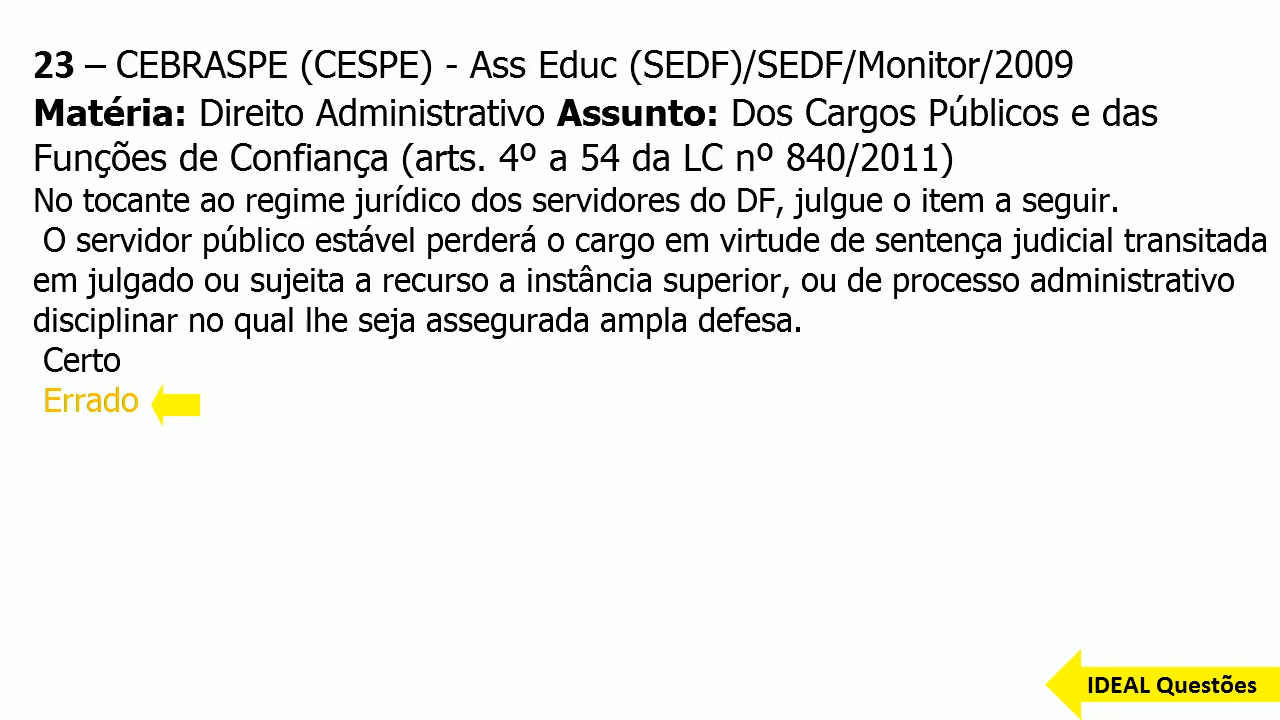 23 – CEBRASPE (CESPE) - Ass Educ (SEDF)/SEDF/Monitor/2009
Matéria: Direito Administrativo Assunto: Dos Cargos Públicos e das
Funções de Confiança (arts. 4º a 54 da LC nº 840/2011)
No tocante ao regime jurídico dos servidores do DF, julgue o item a seguir.
O servidor público estável perderá o cargo em virtude de sentença judicial transitada
em julgado ou sujeita a recurso a instância superior, ou de processo administrativo
disciplinar no qual lhe seja assegurada ampla defesa.
Certo
Errado
IDEAL Questões